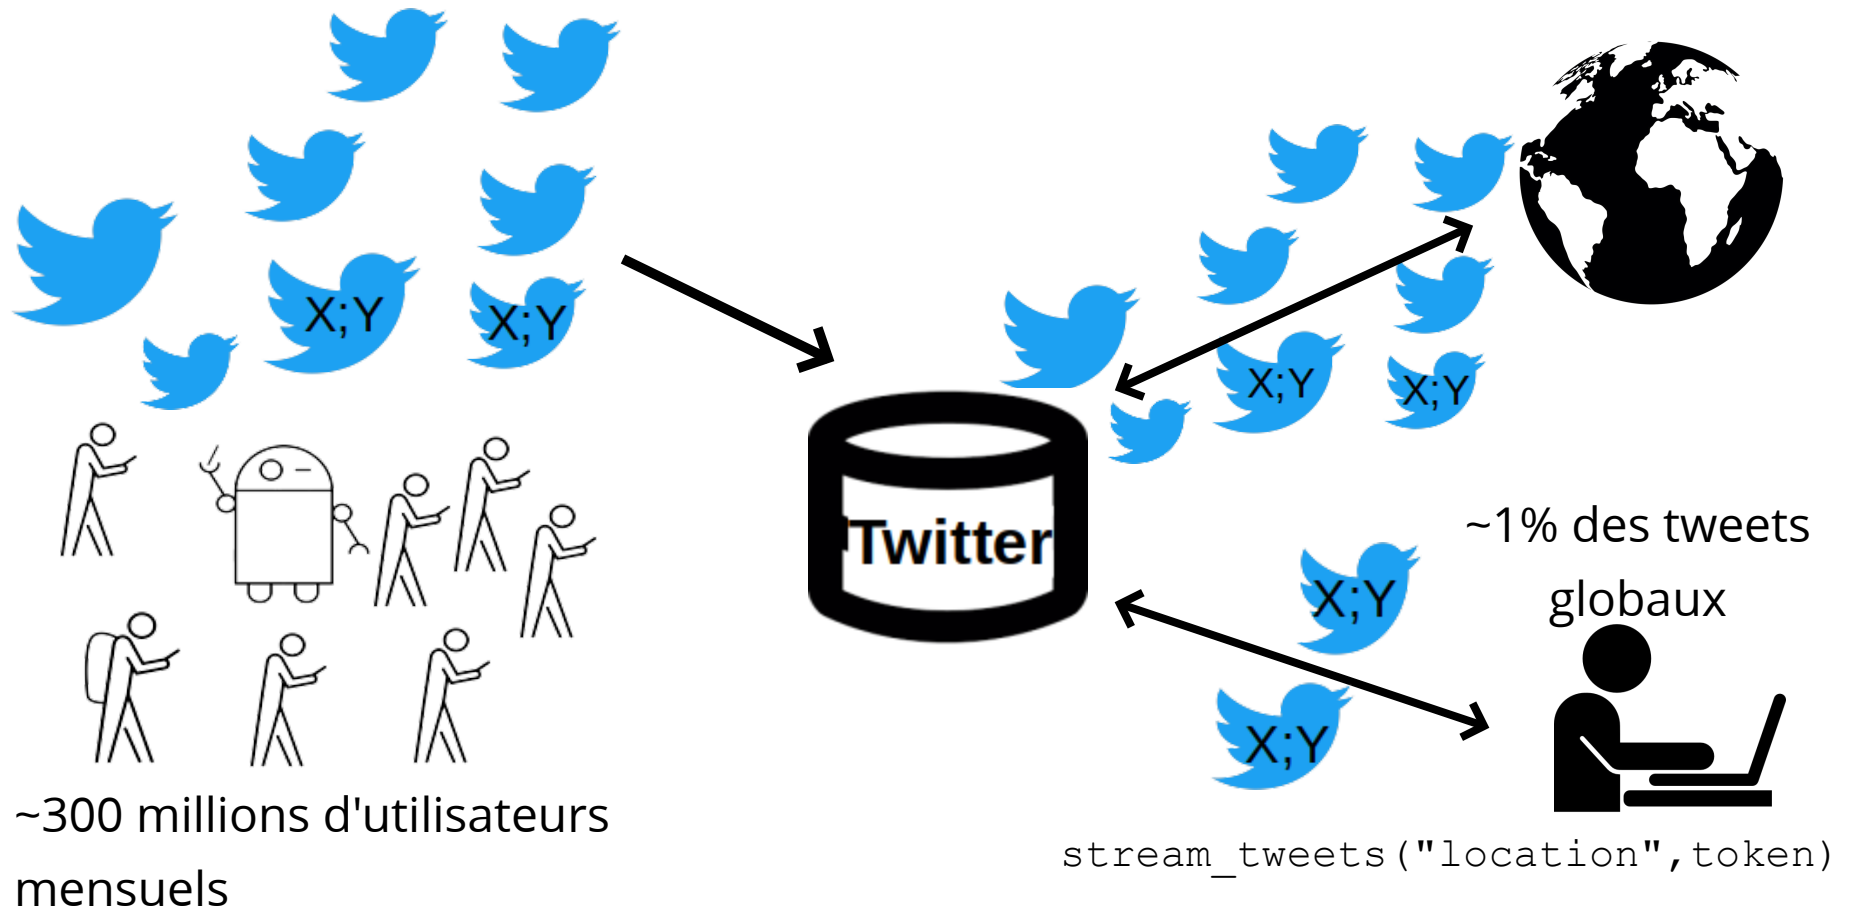 X;Y
X;Y
~300 millions d'utilisateurs
mensuels
Twitter
X;Y
X;Y
~1% des tweets
globaux
X;Y
X;Y
stream_tweets("location",token)